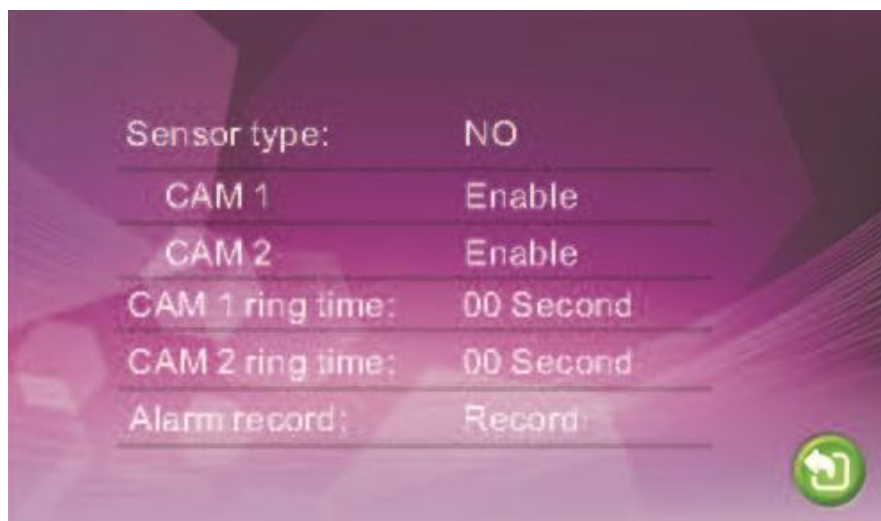 Sensor type: NO
CAM 1 Enable
CAM 2 Enable
CAM 1 ring time: 00 Second
CAM 2 ring time: 00 Second
Alarm record: Record